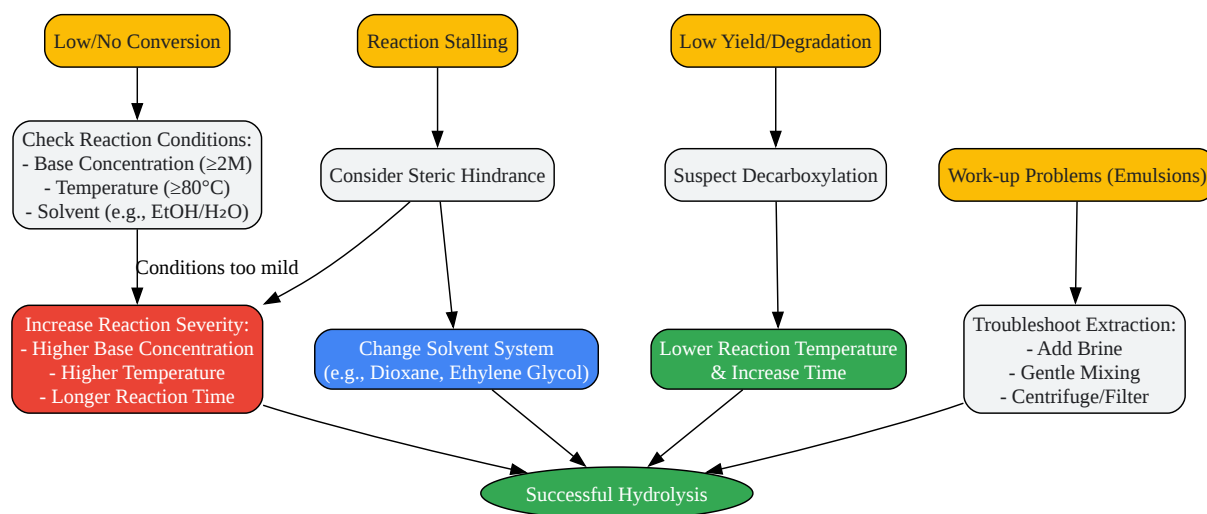 Low/No Conversion
Reaction Stalling
Low Yield/Degradation
Check Reaction Conditions:
- Base Concentration (≥2M)
- Temperature (≥80°C)
- Solvent (e.g., EtOH/H₂O)
Consider Steric Hindrance
Suspect Decarboxylation
Work-up Problems (Emulsions)
Conditions too mild
Increase Reaction Severity:
- Higher Base Concentration
- Higher Temperature
- Longer Reaction Time
Change Solvent System
(e.g., Dioxane, Ethylene Glycol)
Lower Reaction Temperature
& Increase Time
Troubleshoot Extraction:
- Add Brine
- Gentle Mixing
- Centrifuge/Filter
Successful Hydrolysis